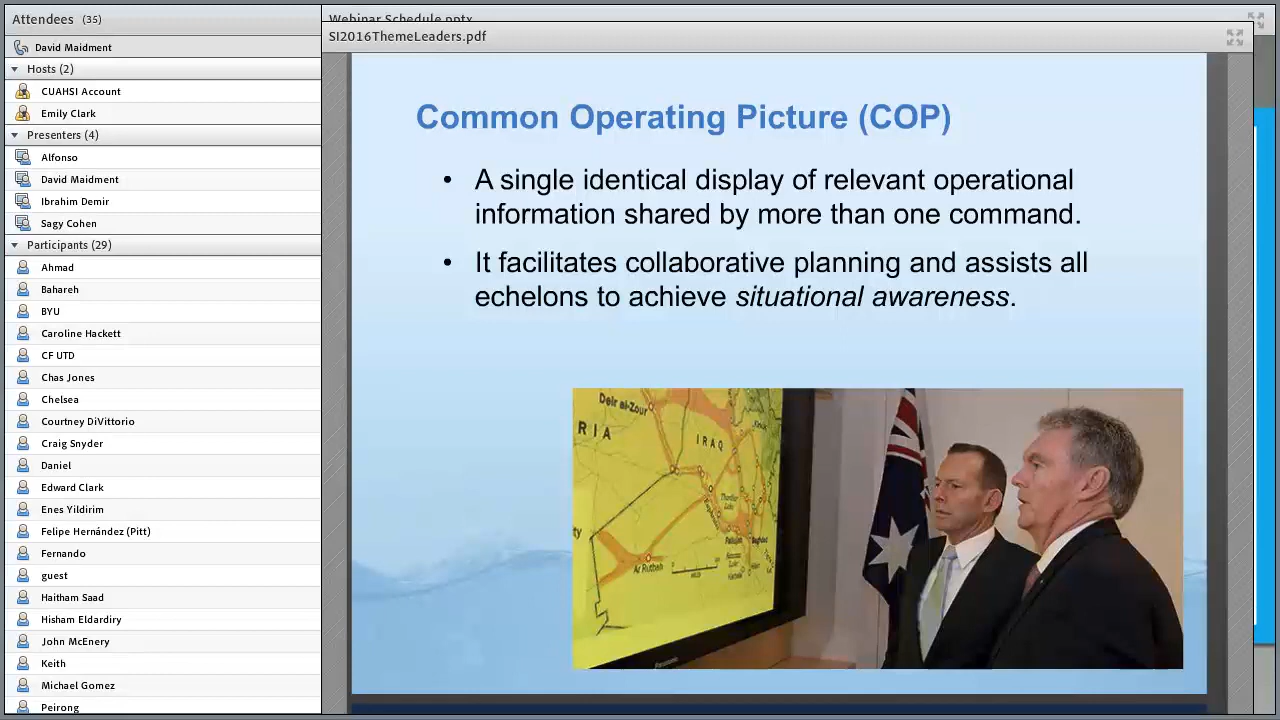 Attendees (35)
David Maidment
Hosts (2)
CUAHSI Account
Emily Clark
Presenters (4)
Alfonso
David Maidment
Ibrahim Demir
Sagy Cohen
Participants (29)
Ahmad
Bahareh
BYU
Caroline Hackett
CF UTD
Chas Jones
Chelsea
Courtney DiVittorio
Craig Snyder
Daniel
Edward Clark
Enes Yildirim
Felipe Hernández (Pitt)
Fernando
guest
Haitham Saad
Hisham Eldardiry
John McEnery
Keith
Michael Gomez
Peirong
Webinar Schedule.pptx
SI2016ThemeLeaders.pdf
Common Operating Picture (COP)
• A single identical display of relevant operational
information shared by more than one command.
• It facilitates collaborative planning and assists all
echelons to achieve situational awareness.
Deir al-Zour
RIA
IRAQ
Baghdad
Ar Rutbah